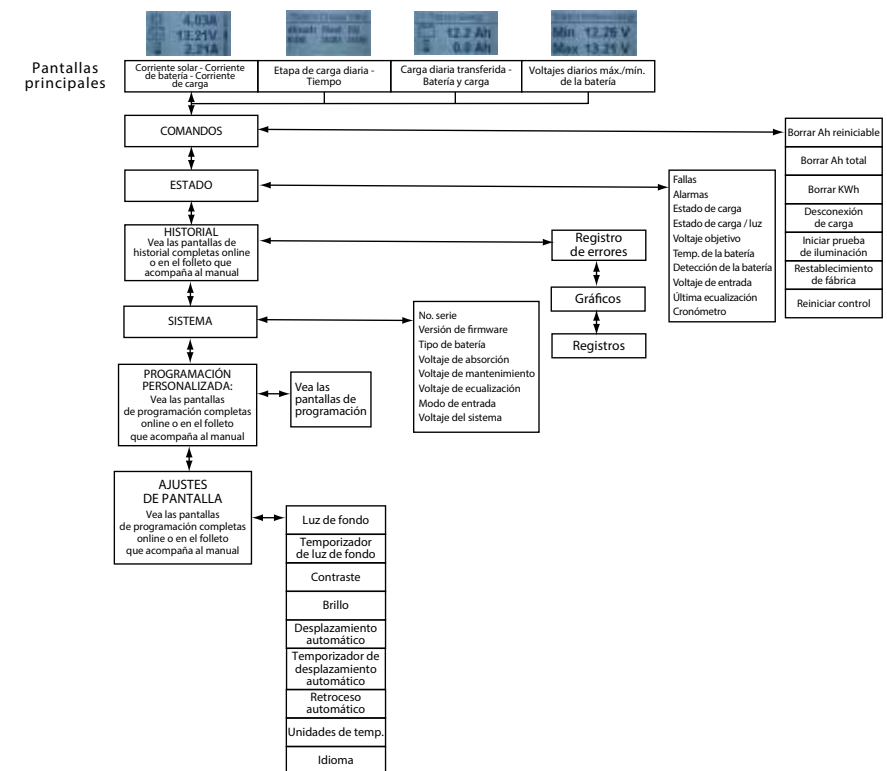 4.03A
13.21V
2.21A
12.2 Ah
0.0 Ah
Min 12.26 V
Max 13.21 V
Pantallas
principales
Corriente solar - Corriente
de batería - Corriente
de carga
Etapa de carga diaria -
Tiempo
Carga diaria transferida -
Batería y carga
Voltajes diarios máx./mín.
de la batería
COMANDOS
Borrar Ah reiniciable
Borrar Ah total
Borrar KWh
Desconexión
de carga
Iniciar prueba
de iluminación
Restablecimiento
de fábrica
Reiniciar control
ESTADO
Fallas
Alarmas
Estado de carga
Estado de carga / luz
Voltaje objetivo
Temp. de la batería
Detección de la batería
Voltaje de entrada
Última ecualización
Cronómetro
HISTORIAL
Vea las pantallas de
historial completas online
o en el folleto que
acompaña al manual
Registro
de errores
Gráficos
Registros
SISTEMA
No. serie
Versión de firmware
Tipo de batería
Voltaje de absorción
Voltaje de mantenimiento
Voltaje de ecualización
Modo de entrada
Voltaje del sistema
PROGRAMACIÓN
PERSONALIZADA:
Vea las pantallas
de programación completas
online o en el folleto
que acompaña al manual
Vea las
pantallas de
programación
AJUSTES
DE PANTALLA
Vea las pantallas
de programación completas
online o en el folleto
que acompaña al manual
Luz de fondo
Temporizador
de luz de fondo
Contraste
Brillo
Desplazamiento
automático
Temporizador de
desplazamiento
automático
Retroceso
automático
Unidades de temp.
Idioma